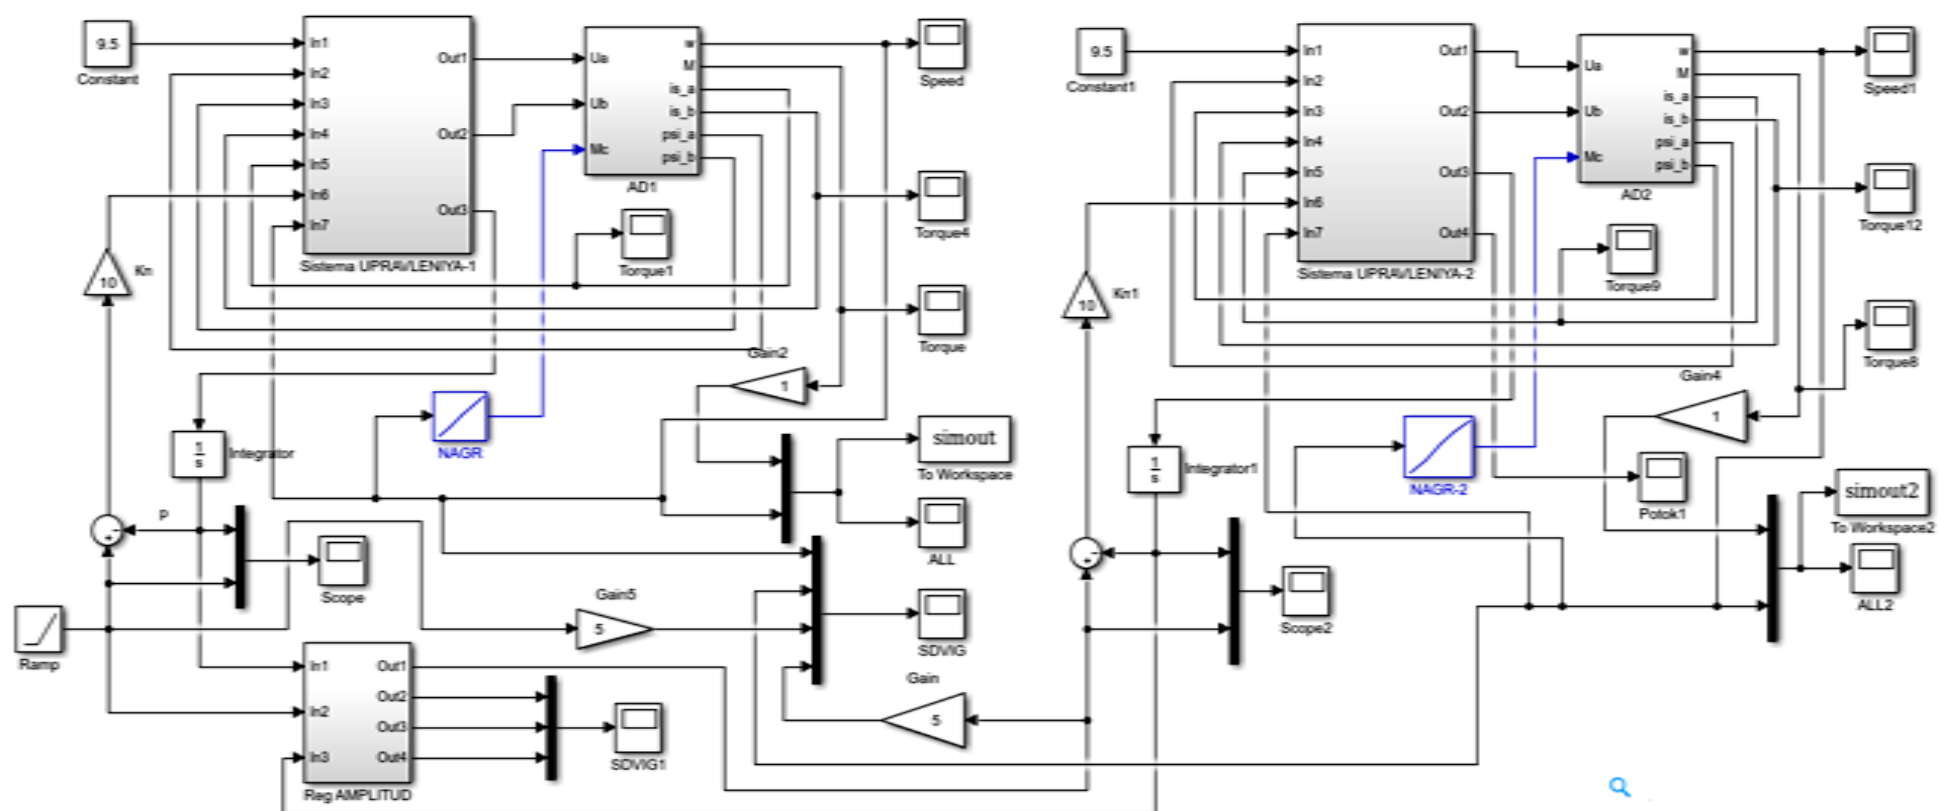 9.5
Constant
In1
In2
In3
In4
In5
In6
In7
Out1
Out2
Out3
Sistema UPRAVLENIYA-1
Ua
Ub
Mc
w
M
is_a
is_b
psi_a
psi_b
AD1
Speed
Torque4
Torque1
Torque
10
Kn
Gain2
1
NAGR
1
s
Integrator
simout
To Workspace
ALL
P
+
-
Scope
Ramp
Gain5
5
SDVIG
In1
In2
In3
Out1
Out2
Out3
Out4
Reg AMPLITUD
SDVIG1
Gain
5
9.5
Constant1
In1
In2
In3
In4
In5
In6
In7
Out1
Out2
Out3
Out4
Sistema UPRAVLENIYA-2
Ua
Ub
Mc
w
M
is_a
is_b
psi_a
psi_b
AD2
Speed1
Torque12
Torque9
Torque8
10
Kn1
Gain4
1
NAGR-2
1
s
Integrator1
Potok1
simout2
To Workspace2
ALL2
+
-
Scope2